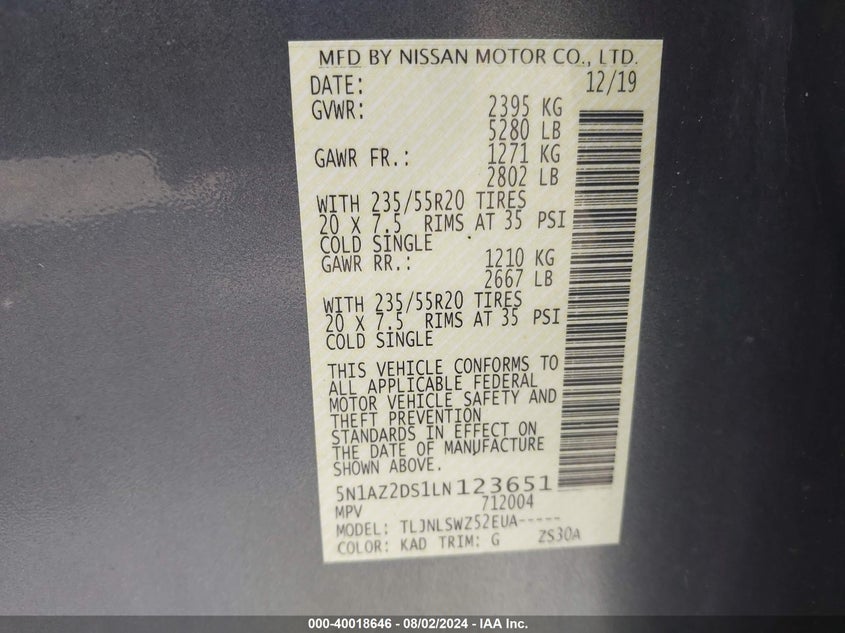 MFD BY NISSAN MOTOR CO., LTD.
DATE: 12/19
GVWR: 2395 KG
5280 LB
GAWR FR.: 1271 KG
2802 LB
WITH 235/55R20 TIRES
20 X 7.5 RIMS AT 35 PSI
COLD SINGLE
GAWR RR.: 1210 KG
2667 LB
WITH 235/55R20 TIRES
20 X 7.5 RIMS AT 35 PSI
COLD SINGLE
THIS VEHICLE CONFORMS TO
ALL APPLICABLE FEDERAL
MOTOR VEHICLE SAFETY AND
THEFT PREVENTION
STANDARDS IN EFFECT ON
THE DATE OF MANUFACTURE
SHOWN ABOVE.
5N1AZ2DS1LN123651
MPV 712004
MODEL: TLJNLSWZ52EUA-----
COLOR: KAD TRIM: G ZS30A
000-40018646 - 08/02/2024 - IAA Inc.